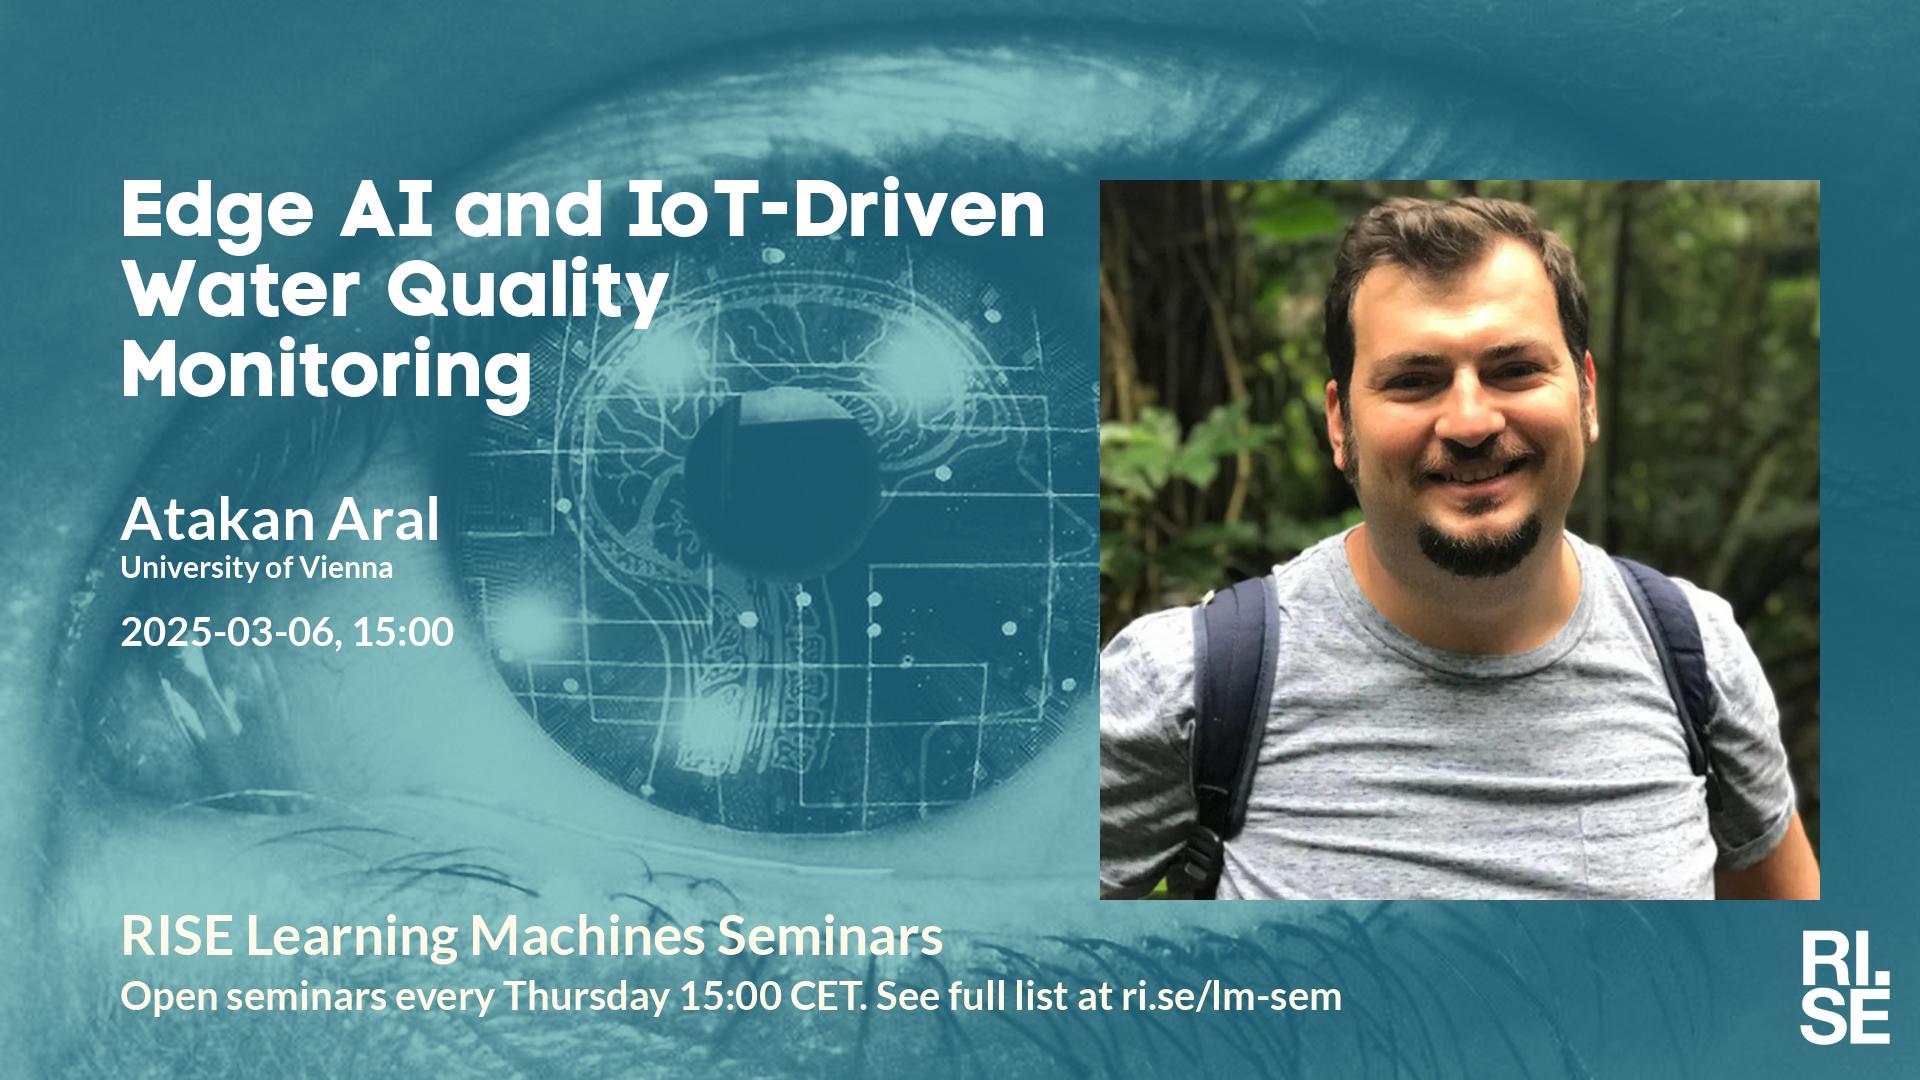 Edge AI and IoT-Driven
Water Quality
Monitoring
Atakan Aral
University of Vienna
2025-03-06, 15:00
RISE Learning Machines Seminars
Open seminars every Thursday 15:00 CET. See full list at ri.se/lm-sem
RI.
SE